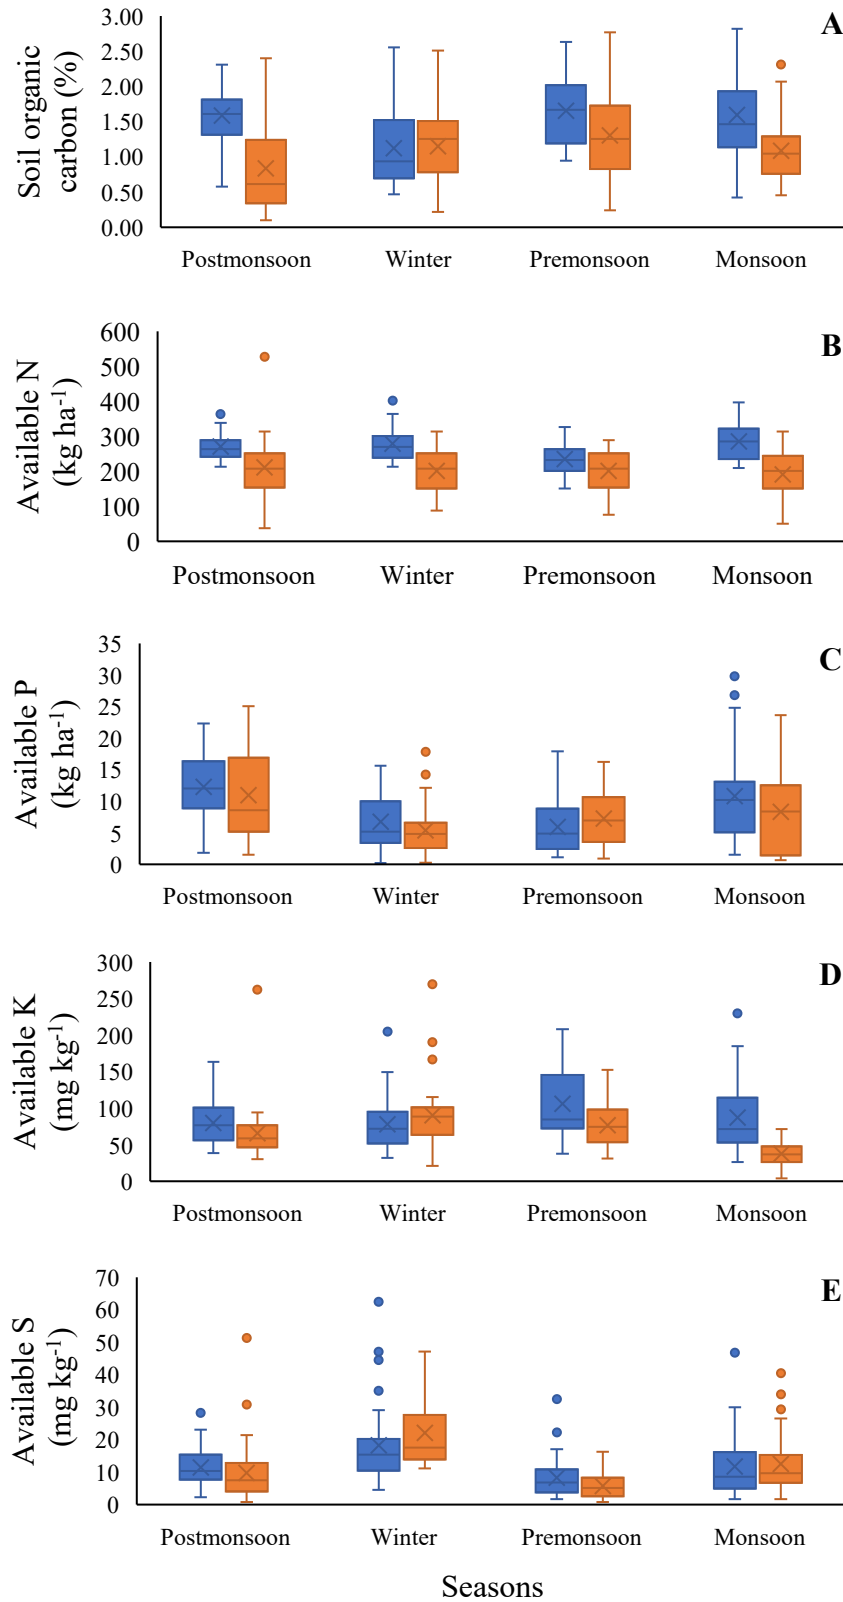 A
Soil organic
carbon (%)
3.00
2.50
2.00
1.50
1.00
0.50
0.00
Postmonsoon Winter Premonsoon Monsoon
B
Available N
(kg ha⁻¹)
600
500
400
300
200
100
0
Postmonsoon Winter Premonsoon Monsoon
C
Available P
(kg ha⁻¹)
35
30
25
20
15
10
5
0
Postmonsoon Winter Premonsoon Monsoon
D
Available K
(mg kg⁻¹)
300
250
200
150
100
50
0
Postmonsoon Winter Premonsoon Monsoon
E
Available S
(mg kg⁻¹)
70
60
50
40
30
20
10
0
Postmonsoon Winter Premonsoon Monsoon
Seasons